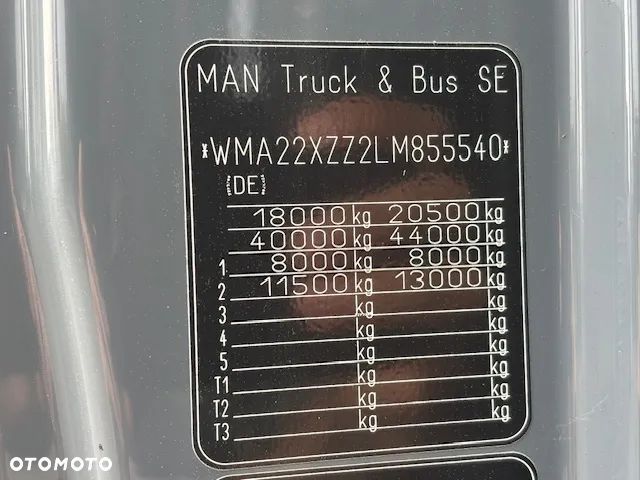 MAN Truck & Bus SE
*WMA22XZZ2LM855540*
DE
18000 kg 20500 kg
40000 kg 44000 kg
1 8000 kg 8000 kg
2 11500 kg 13000 kg
3 kg kg
4 kg kg
5 kg kg
T1 kg kg
T2 kg kg
T3 kg kg
OTOMOTO